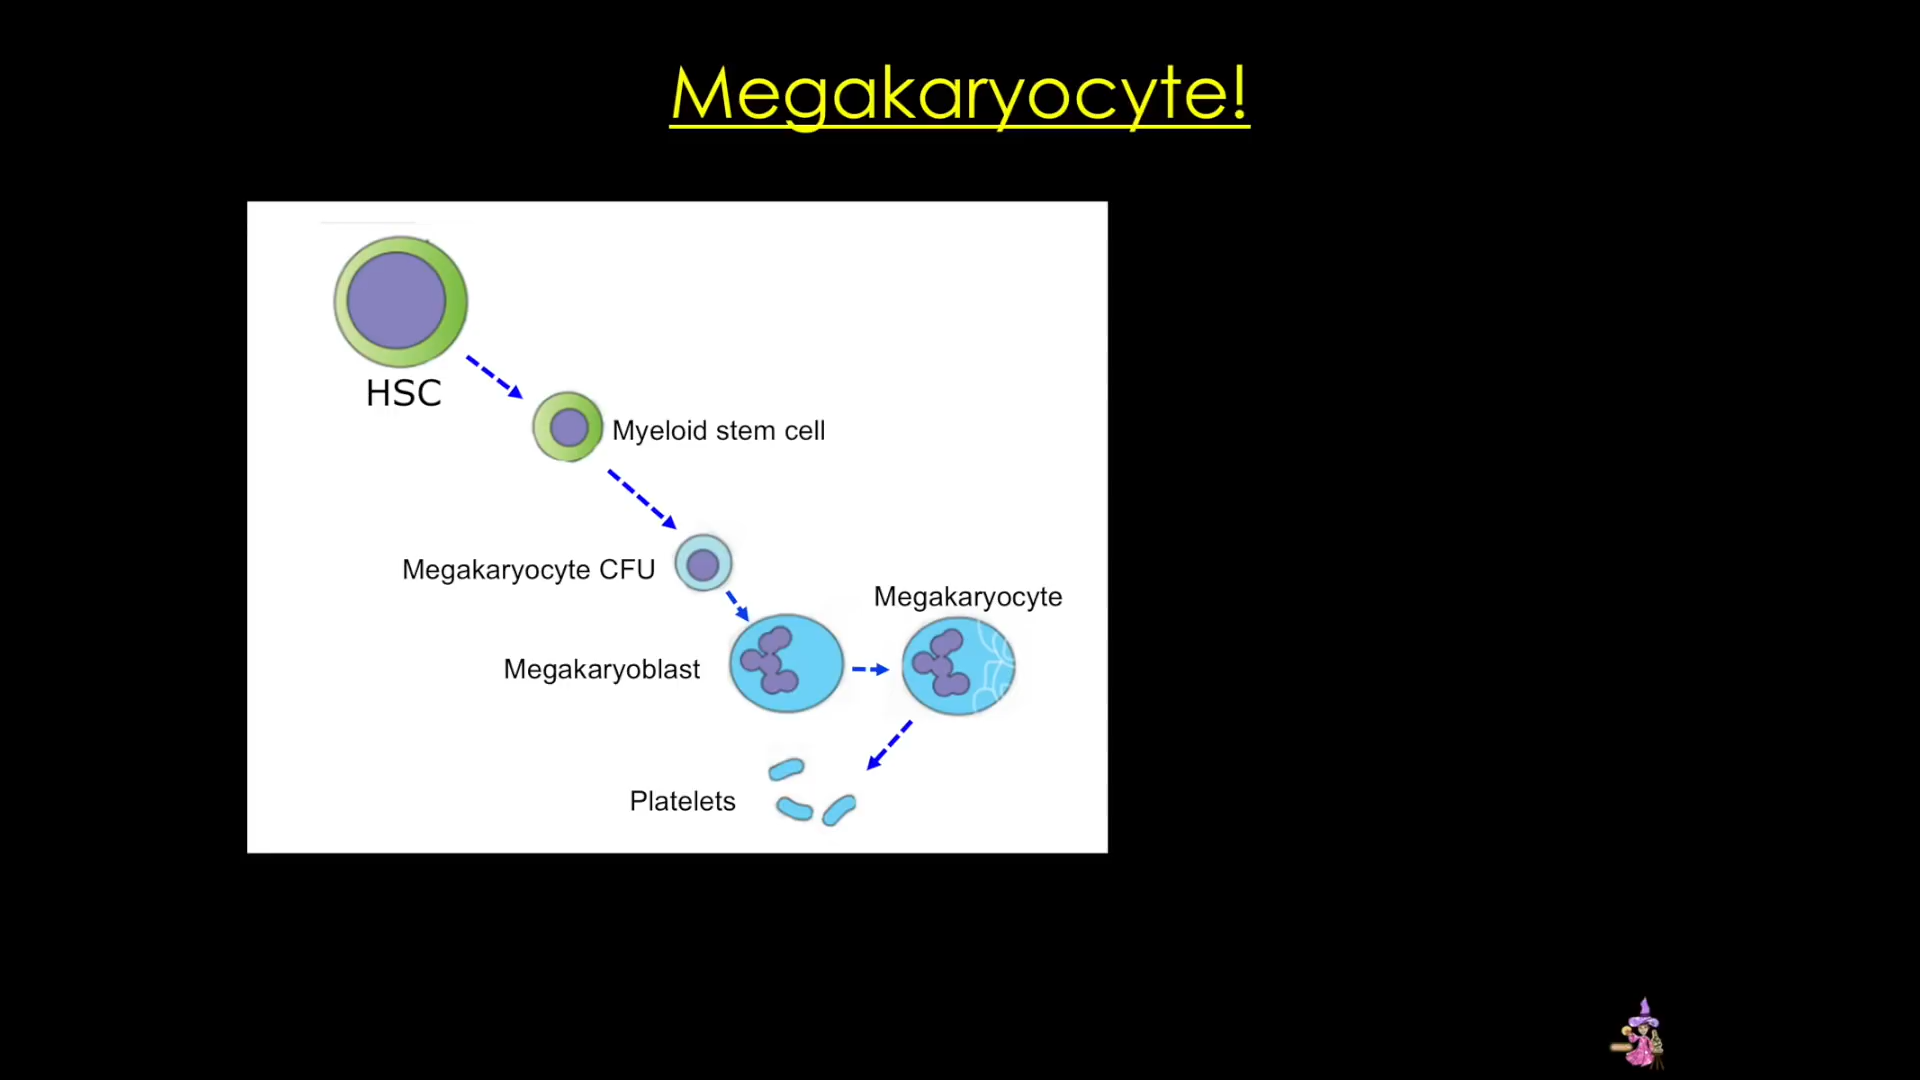 Megakaryocyte!
HSC
Myeloid stem cell
Megakaryocyte CFU
Megakaryocyte
Megakaryoblast
Platelets